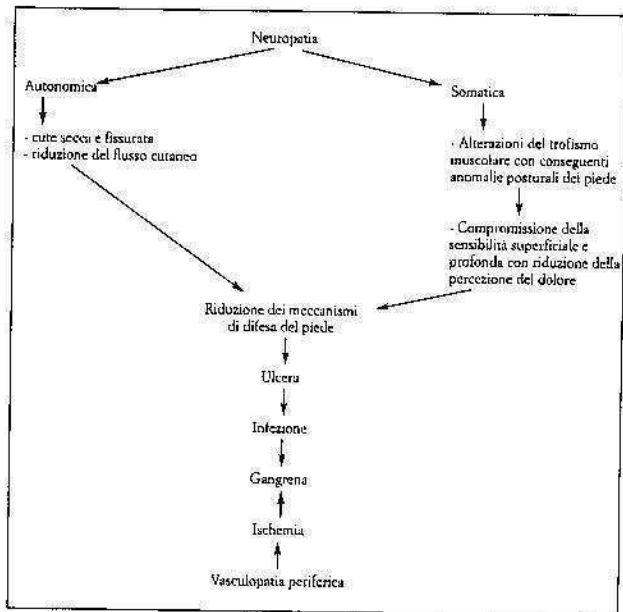 Neuropatia
Autonomica
Somatica
- cute secca e fissurata
- riduzione del flusso cutaneo
- Alterazioni del trofismo
muscolare con conseguenti
anomalie posturali del piede
- Compromissione della
sensibilità superficiale e
profonda con riduzione della
percezione del dolore
Riduzione dei meccanismi
di difesa del piede
Ulcera
Infezione
Gangrena
Ischemia
Vasculopatia periferica